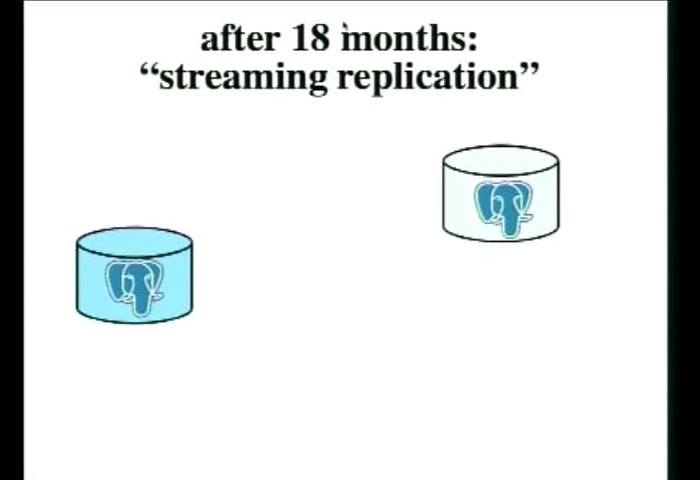 after 18 months:
“streaming replication”